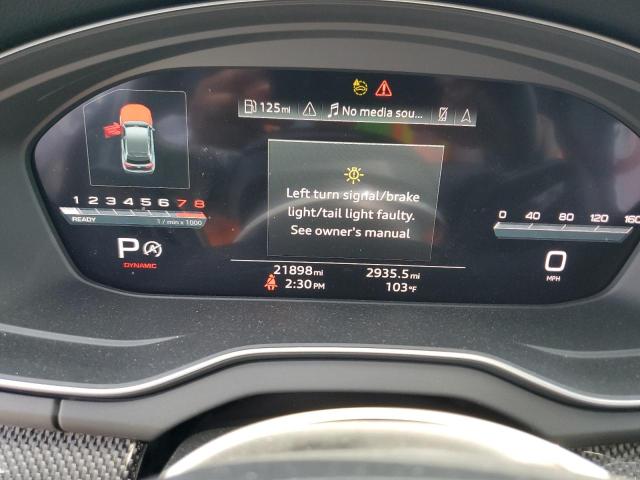 125mi
No media sou...
Left turn signal/brake
light/tail light faulty.
See owner's manual
1 2 3 4 5 6 7 8
READY 1 / min x 1000
0 40 80 120 160
P
DYNAMIC
0
MPH
21898mi 2935.5mi
2:30 PM 103°F